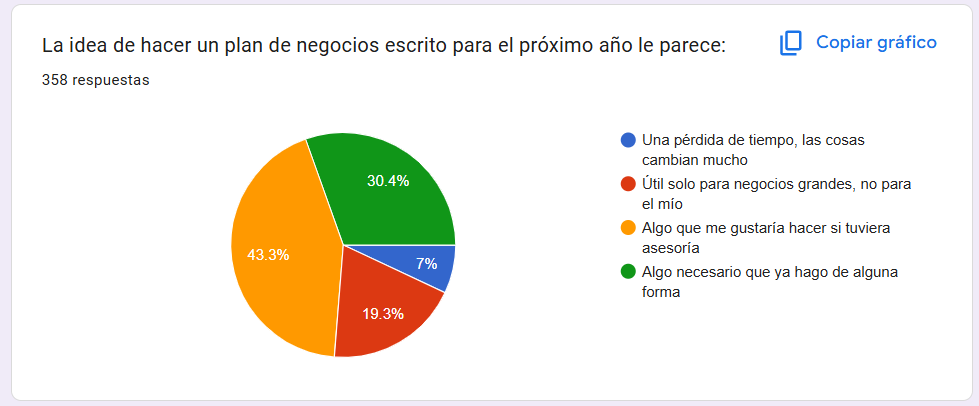 La idea de hacer un plan de negocios escrito para el próximo año le parece:
Copiar gráfico
358 respuestas
30.4%
43.3%
7%
19.3%
Una pérdida de tiempo, las cosas
cambian mucho
Útil solo para negocios grandes, no para
el mío
Algo que me gustaría hacer si tuviera
asesoría
Algo necesario que ya hago de alguna
forma